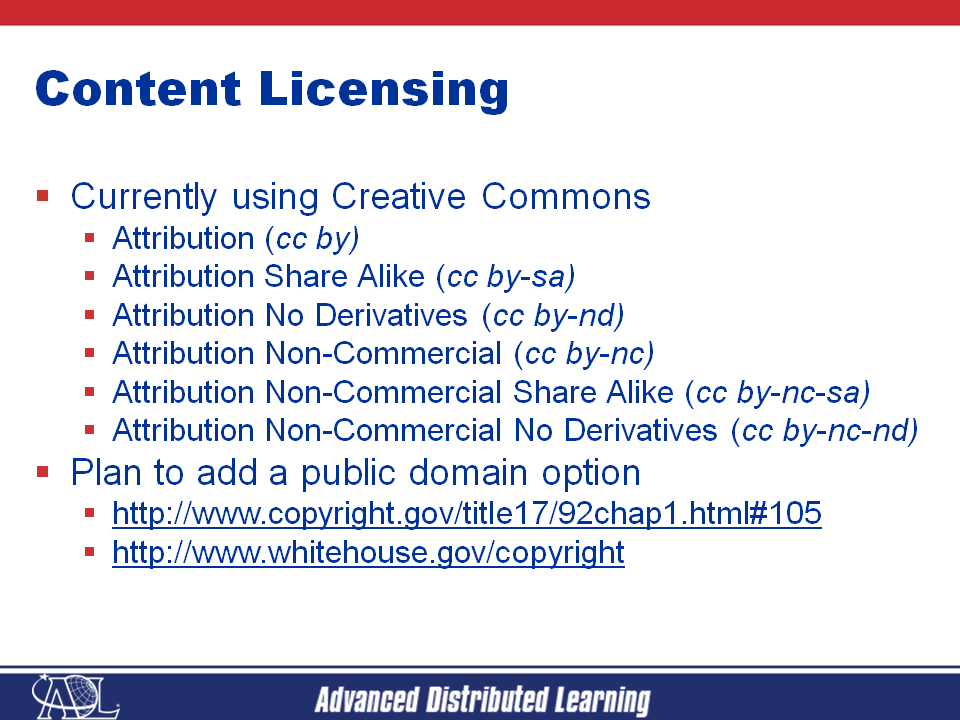 Content Licensing
Currently using Creative Commons
Attribution (cc by)
Attribution Share Alike (cc by-sa)
Attribution No Derivatives (cc by-nd)
Attribution Non-Commercial (cc by-nc)
Attribution Non-Commercial Share Alike (cc by-nc-sa)
Attribution Non-Commercial No Derivatives (cc by-nc-nd)
Plan to add a public domain option
http://www.copyright.gov/title17/92chap1.html#105
http://www.whitehouse.gov/copyright
ADL
Advanced Distributed Learning